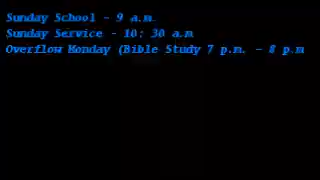 Sunday School - 9 a.m.
Sunday Service - 10: 30 a.m
Overflow Monday (Bible Study 7 p.m. - 8 p.m